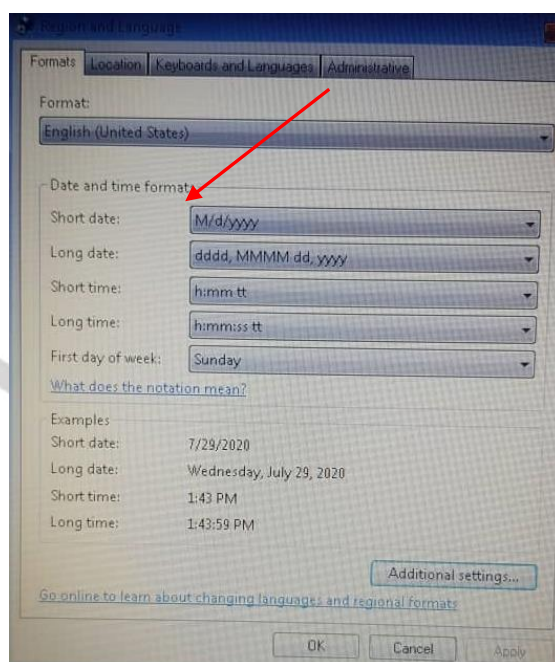 Region and Language
Formats Location Keyboards and Languages Administrative
Format:
English (United States)
Date and time formats
Short date: M/d/yyyy
Long date: dddd, MMMM dd, yyyy
Short time: h:mm tt
Long time: h:mm:ss tt
First day of week: Sunday
What does the notation mean?
Examples
Short date: 7/29/2020
Long date: Wednesday, July 29, 2020
Short time: 1:43 PM
Long time: 1:43:59 PM
Additional settings...
Go online to learn about changing languages and regional formats
OK Cancel Apply